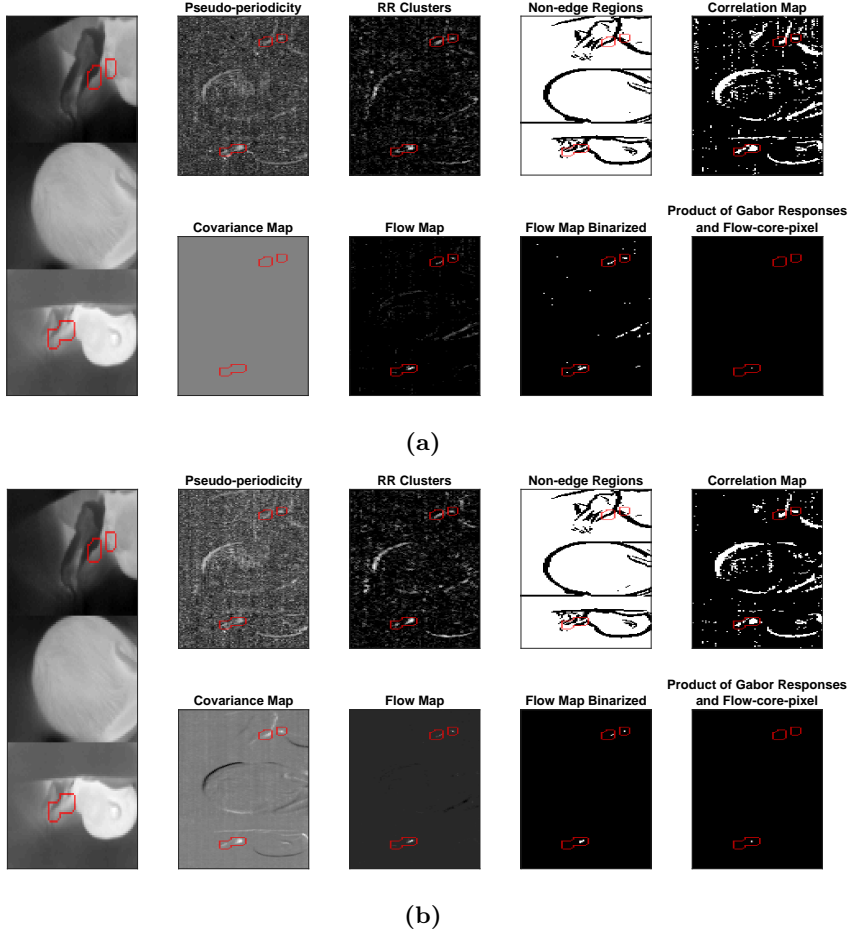 Pseudo-periodicity
RR Clusters
Non-edge Regions
Correlation Map
Covariance Map
Flow Map
Flow Map Binarized
Product of Gabor Responses
and Flow-core-pixel
(a)
Pseudo-periodicity
RR Clusters
Non-edge Regions
Correlation Map
Covariance Map
Flow Map
Flow Map Binarized
Product of Gabor Responses
and Flow-core-pixel
(b)